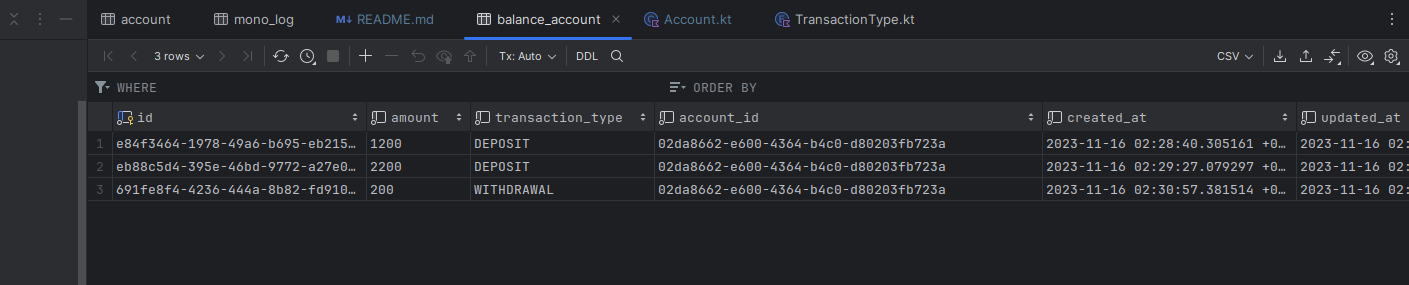 account mono_log M↓ README.md balance_account Account.kt TransactionType.kt
3 rows Tx: Auto DDL CSV
WHERE ORDER BY
id amount transaction_type account_id created_at updated_at
1 e84f3464-1978-49a6-b695-eb215… 1200 DEPOSIT 02da8662-e600-4364-b4c0-d80203fb723a 2023-11-16 02:28:40.305161 +0… 2023-11-16 02:
2 eb88c5d4-395e-46bd-9772-a27e0… 2200 DEPOSIT 02da8662-e600-4364-b4c0-d80203fb723a 2023-11-16 02:29:27.079297 +0… 2023-11-16 02:
3 691fe8f4-4236-444a-8b82-fd910… 200 WITHDRAWAL 02da8662-e600-4364-b4c0-d80203fb723a 2023-11-16 02:30:57.381514 +0… 2023-11-16 02: